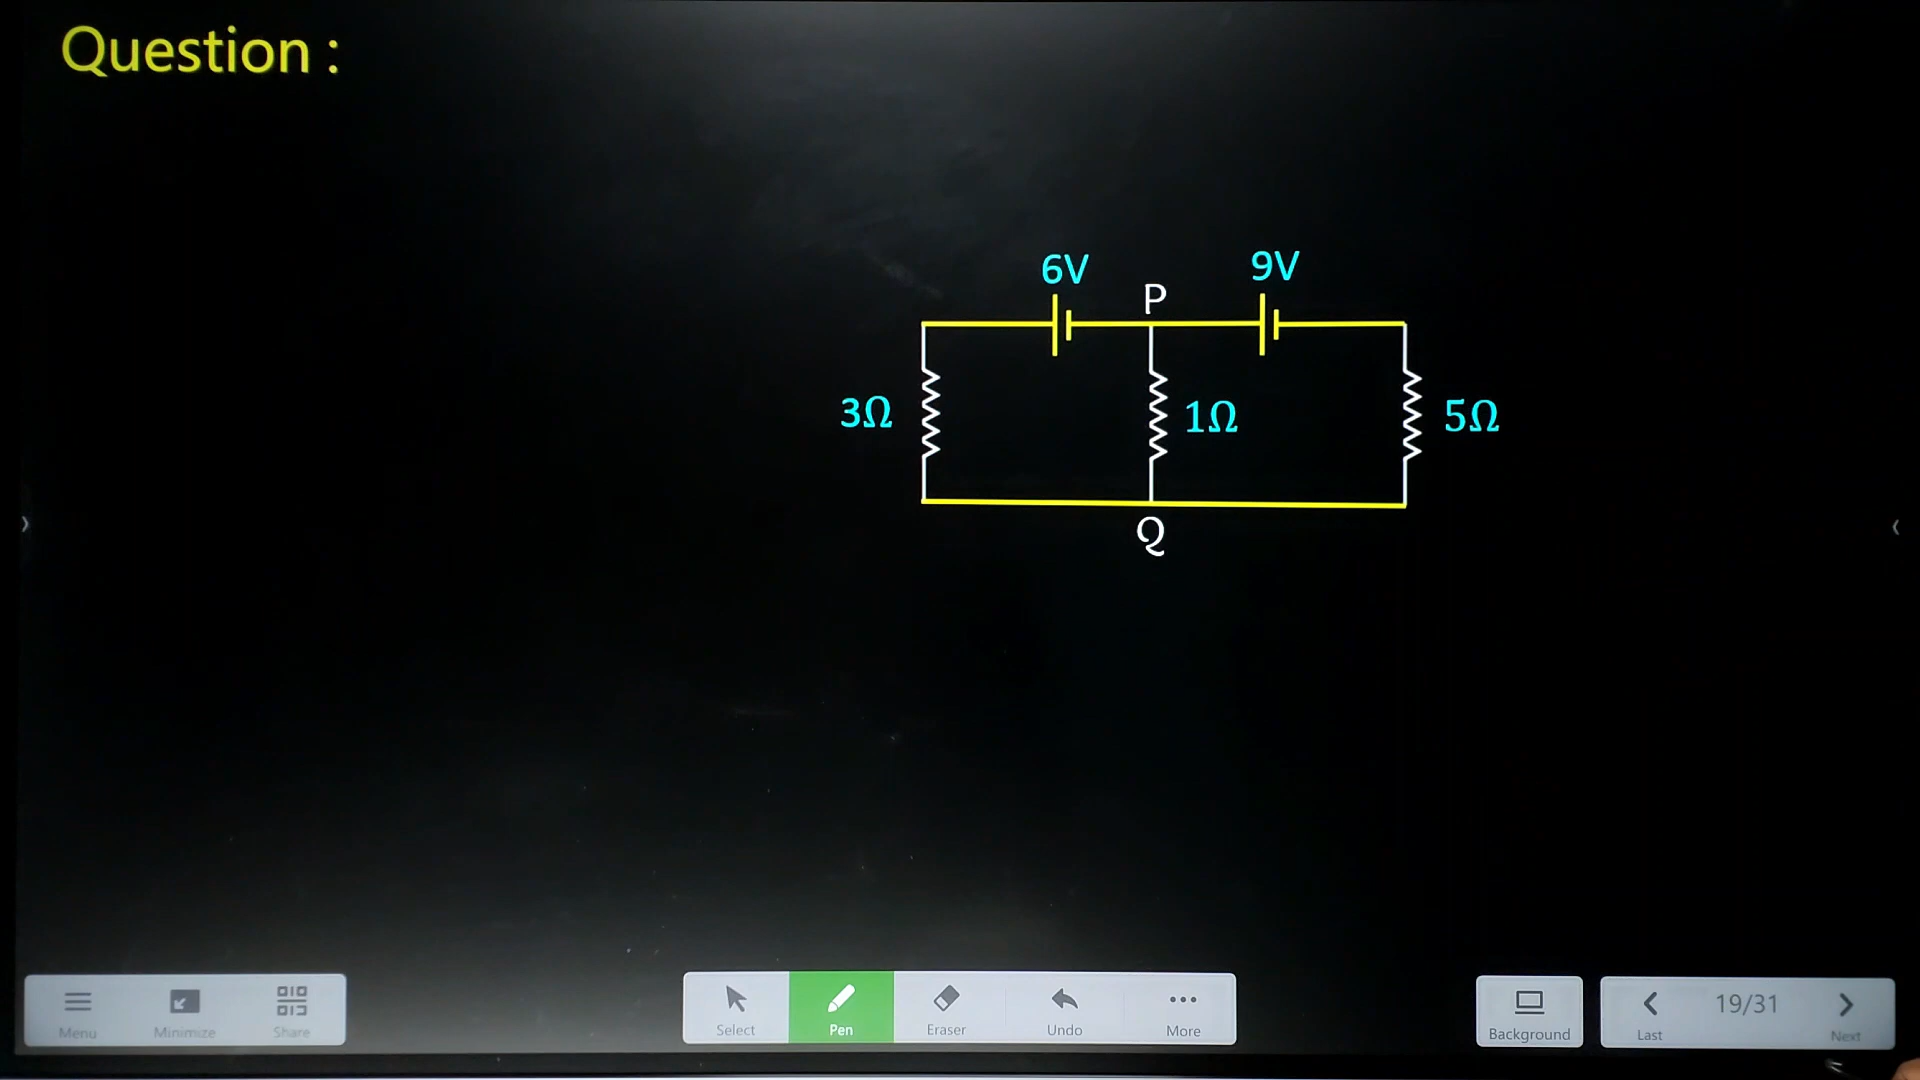 Question :
6V
9V
P
3Ω
1Ω
5Ω
Q
Menu
Minimize
Share
Select
Pen
Eraser
Undo
More
Background
Last
19/31
Next